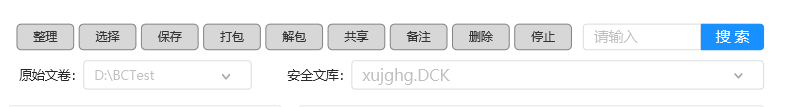 整理 选择 保存 打包 解包 共享 备注 删除 停止 请输入 搜索
原始文卷： D:\BCTest 安全文库： xujghg.DCK